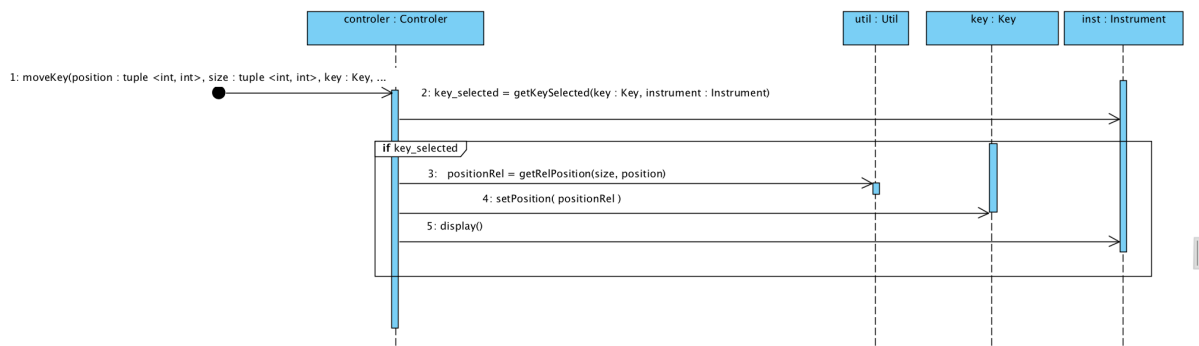 controler : Controler
util : Util
key : Key
inst : Instrument
1: moveKey(position : tuple <int, int>, size : tuple <int, int>, key : Key, ...
2: key_selected = getKeySelected(key : Key, instrument : Instrument)
if key_selected
3: positionRel = getRelPosition(size, position)
4: setPosition( positionRel )
5: display()